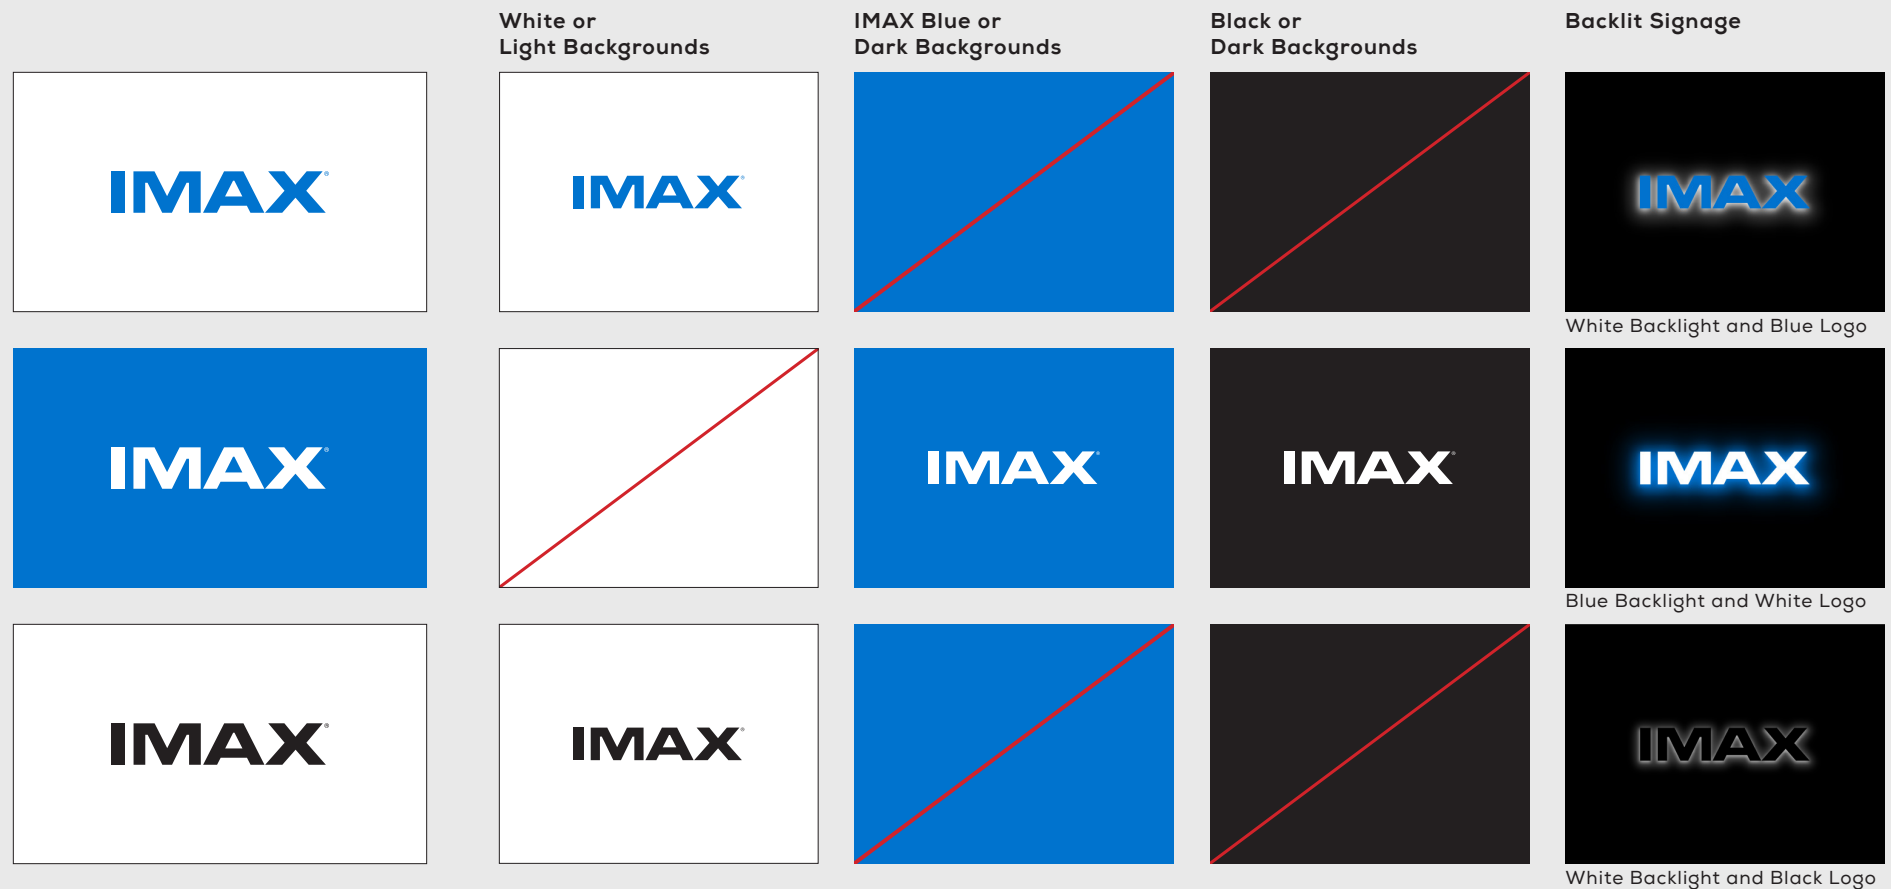 White or
Light Backgrounds
IMAX Blue or
Dark Backgrounds
Black or
Dark Backgrounds
Backlit Signage
IMAX®
IMAX®
IMAX
White Backlight and Blue Logo
IMAX®
IMAX®
IMAX®
IMAX
Blue Backlight and White Logo
IMAX®
IMAX®
IMAX
White Backlight and Black Logo